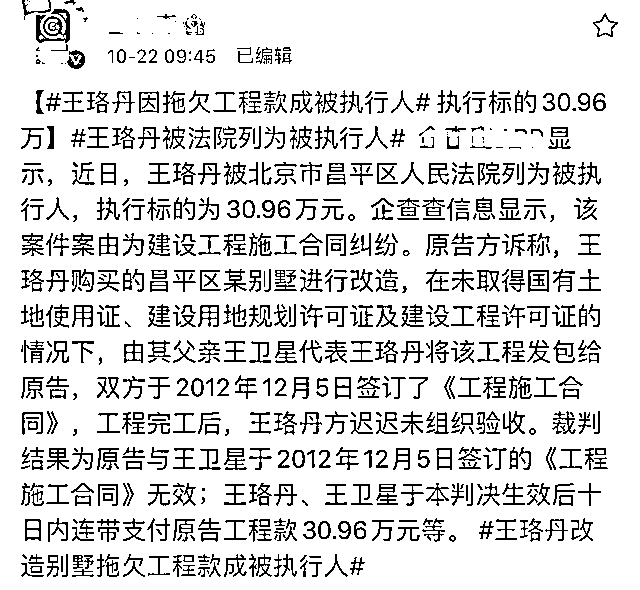 10-22 09:45 已编辑
【#王珞丹因拖欠工程款成被执行人# 执行标的30.96
万】#王珞丹被法院列为被执行人# 显
示，近日，王珞丹被北京市昌平区人民法院列为被执
行人，执行标的为30.96万元。企查查信息显示，该
案件案由为建设工程施工合同纠纷。原告方诉称，王
珞丹购买的昌平区某别墅进行改造，在未取得国有土
地使用证、建设用地规划许可证及建设工程许可证的
情况下，由其父亲王卫星代表王珞丹将该工程发包给
原告，双方于2012年12月5日签订了《工程施工合
同》，工程完工后，王珞丹方迟迟未组织验收。裁判
结果为原告与王卫星于2012年12月5日签订的《工程
施工合同》无效；王珞丹、王卫星于本判决生效后十
日内连带支付原告工程款30.96万元等。 #王珞丹改
造别墅拖欠工程款成被执行人#